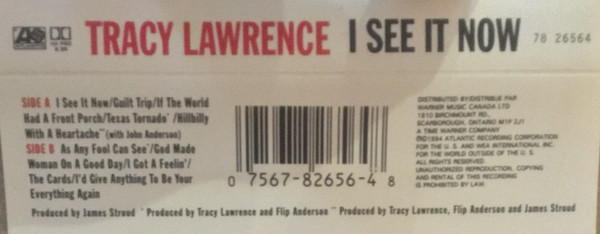 TRACY LAWRENCE I SEE IT NOW 78 26564
SIDE A I See It Now/Guilt Trip/If The World
Had A Front Porch/Texas Tornado*/Hillbilly
With A Heartache** (with John Anderson)
SIDE B As Any Fool Can See*/God Made
Woman On A Good Day/I Got A Feelin'/
The Cards/I'd Give Anything To Be Your
Everything Again
0 7567-82656-4 8
DISTRIBUTED BY/DISTRIBUE PAR
WARNER MUSIC CANADA LTD
1810 BIRCHMOUNT RD.,
SCARBOROUGH, ONTARIO M1P 2J1
A TIME WARNER COMPANY
℗©1994 ATLANTIC RECORDING CORPORATION
FOR THE U. S. AND WEA INTERNATIONAL INC.
FOR THE WORLD OUTSIDE OF THE U. S.
ALL RIGHTS RESERVED.
UNAUTHORIZED REPRODUCTION, COPYING
AND RENTAL OF THIS RECORDING
IS PROHIBITED BY LAW.
Produced by James Stroud * Produced by Tracy Lawrence and Flip Anderson ** Produced by Tracy Lawrence, Flip Anderson and James Stroud